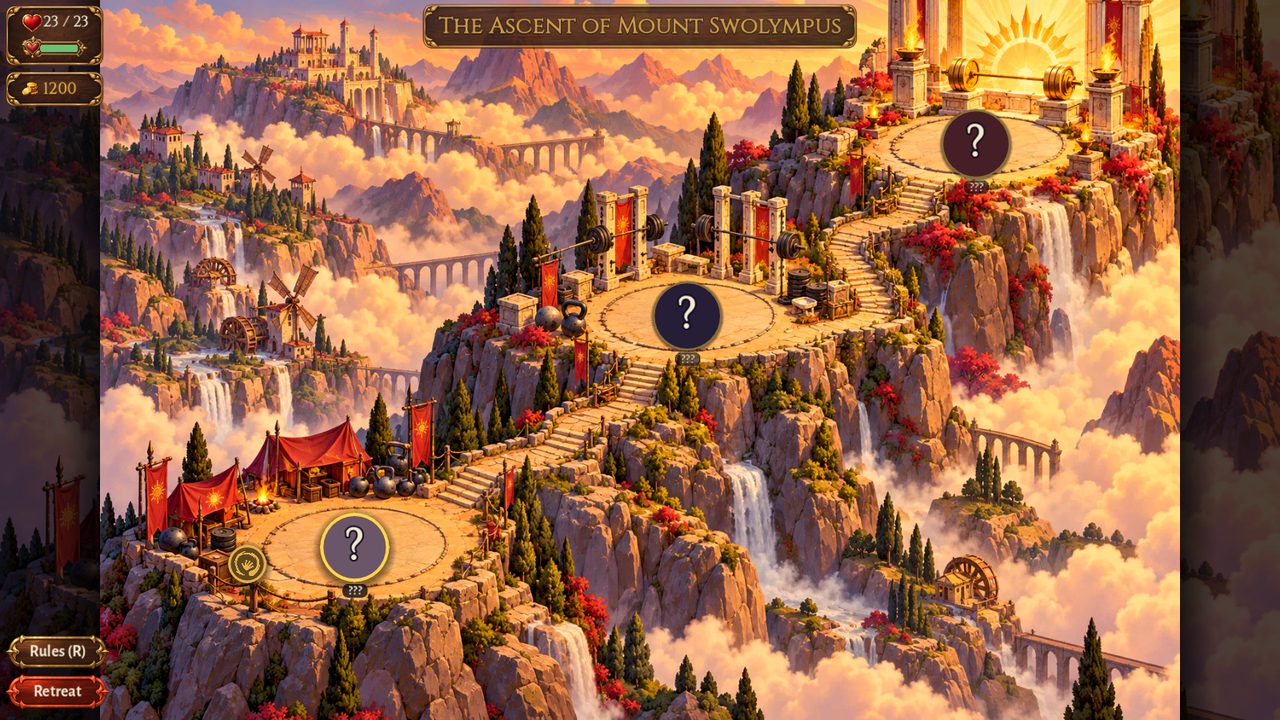 23 / 23
THE ASCENT OF MOUNT SWOLYMPUS
1200
?
???
?
???
?
???
Rules (R)
Retreat